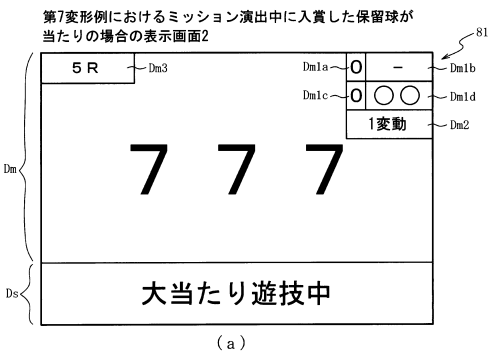 第7変形例におけるミッション演出中に入賞した保留球が
当たりの場合の表示画面2
81
5R
Dm3
Dm1a
0
−
Dm1b
Dm1c
0
○○
Dm1d
1変動
Dm2
Dm
7 7 7
Ds
大当たり遊技中
(a)